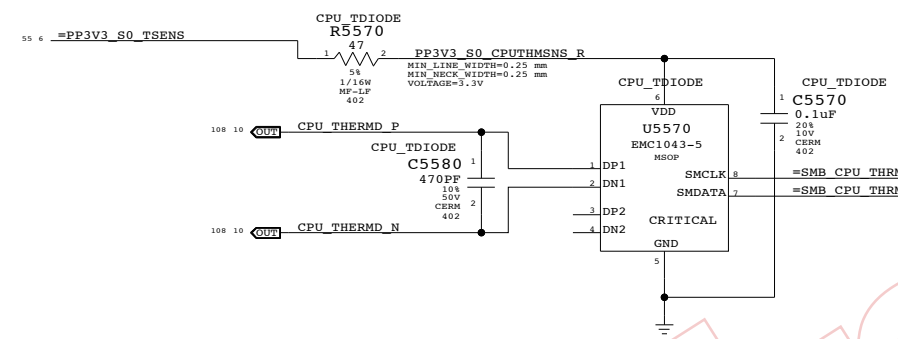 CPU_TDIODE
R5570
55 6 =PP3V3_S0_TSENS
47
1 2
PP3V3_S0_CPUTHMSNS_R
MIN_LINE_WIDTH=0.25 mm
MIN_NECK_WIDTH=0.25 mm
VOLTAGE=3.3V
5%
1/16W
MF-LF
402
CPU_TDIODE
6
VDD
U5570
EMC1043-5
MSOP
CPU_TDIODE
1 C5570
0.1uF
20%
10V
2 CERM
402
108 10 OUT CPU_THERMD_P
CPU_TDIODE
C5580 1
470PF
10%
50V
CERM 2
402
1 DP1
2 DN1
3 DP2
4 DN2
SMCLK 8 =SMB_CPU_THRM
SMDATA 7 =SMB_CPU_THRM
CRITICAL
108 10 OUT CPU_THERMD_N
GND
5